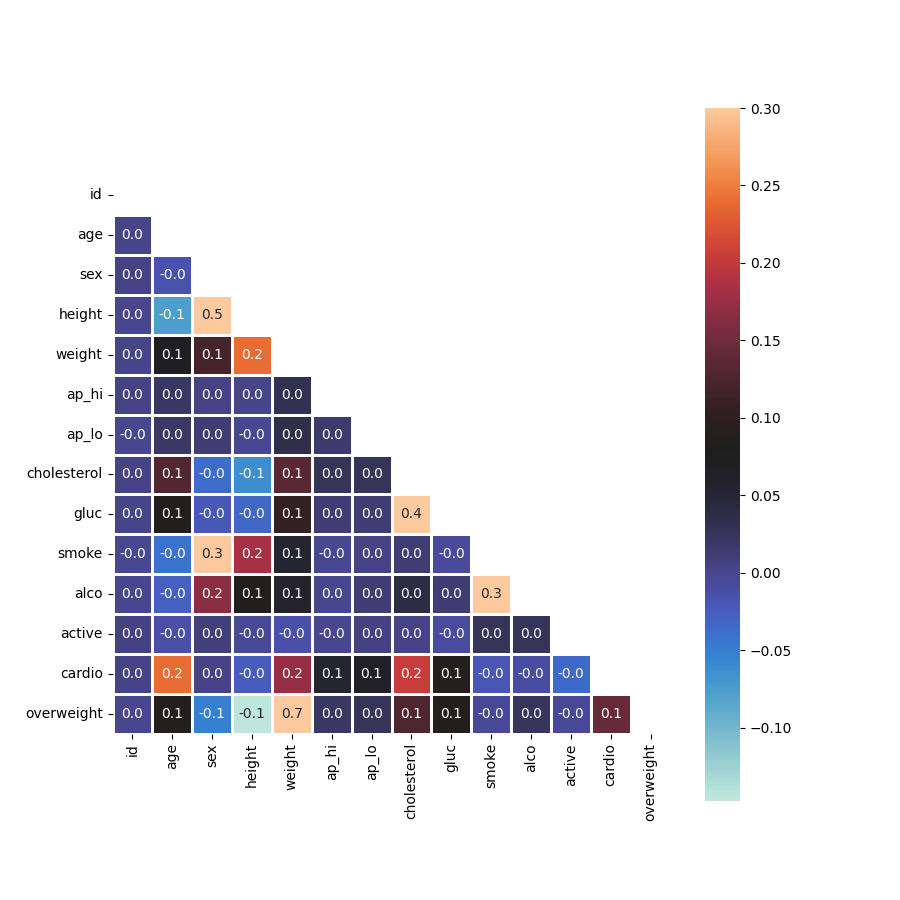 0.30
id
age 0.0 0.25
sex 0.0 -0.0
height 0.0 -0.1 0.5 0.20
weight 0.0 0.1 0.1 0.2 0.15
ap_hi 0.0 0.0 0.0 0.0 0.0
ap_lo -0.0 0.0 0.0 -0.0 0.0 0.0 0.10
cholesterol 0.0 0.1 -0.0 -0.1 0.1 0.0 0.0
gluc 0.0 0.1 -0.0 -0.0 0.1 0.0 0.0 0.4 0.05
smoke -0.0 -0.0 0.3 0.2 0.1 -0.0 0.0 0.0 -0.0
alco 0.0 -0.0 0.2 0.1 0.1 0.0 0.0 0.0 0.0 0.3 0.00
active 0.0 -0.0 0.0 -0.0 -0.0 -0.0 0.0 0.0 -0.0 0.0 0.0 -0.05
cardio 0.0 0.2 0.0 -0.0 0.2 0.1 0.1 0.2 0.1 -0.0 -0.0 -0.0
overweight 0.0 0.1 -0.1 -0.1 0.7 0.0 0.0 0.1 0.1 -0.0 0.0 -0.0 0.1 -0.10
id age sex height weight ap_hi ap_lo cholesterol gluc smoke alco active cardio overweight